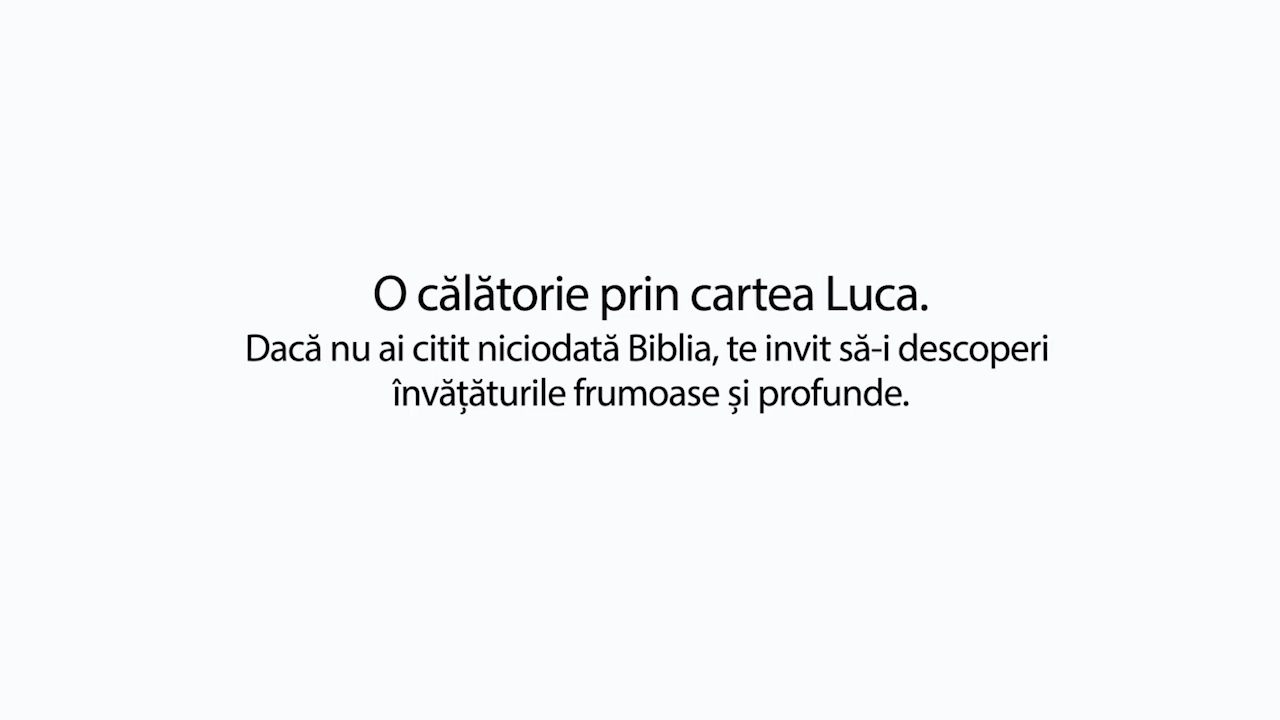 O călătorie prin cartea Luca.
Dacă nu ai citit niciodată Biblia, te invit să-i descoperi
învățăturile frumoase și profunde.